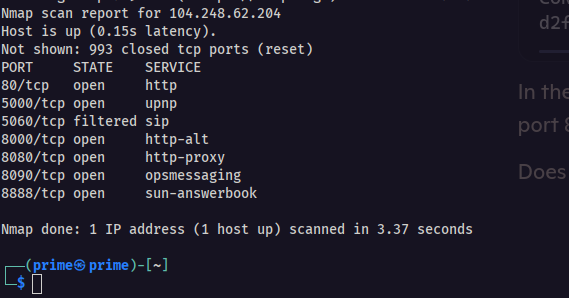 Nmap scan report for 104.248.62.204
Host is up (0.15s latency).
Not shown: 993 closed tcp ports (reset)
PORT     STATE    SERVICE
80/tcp   open     http
5000/tcp open     upnp
5060/tcp filtered sip
8000/tcp open     http-alt
8080/tcp open     http-proxy
8090/tcp open     opsmessaging
8888/tcp open     sun-answerbook
Nmap done: 1 IP address (1 host up) scanned in 3.37 seconds
(prime㉿prime)-[~]
$
d2f
In the
port 8
Does